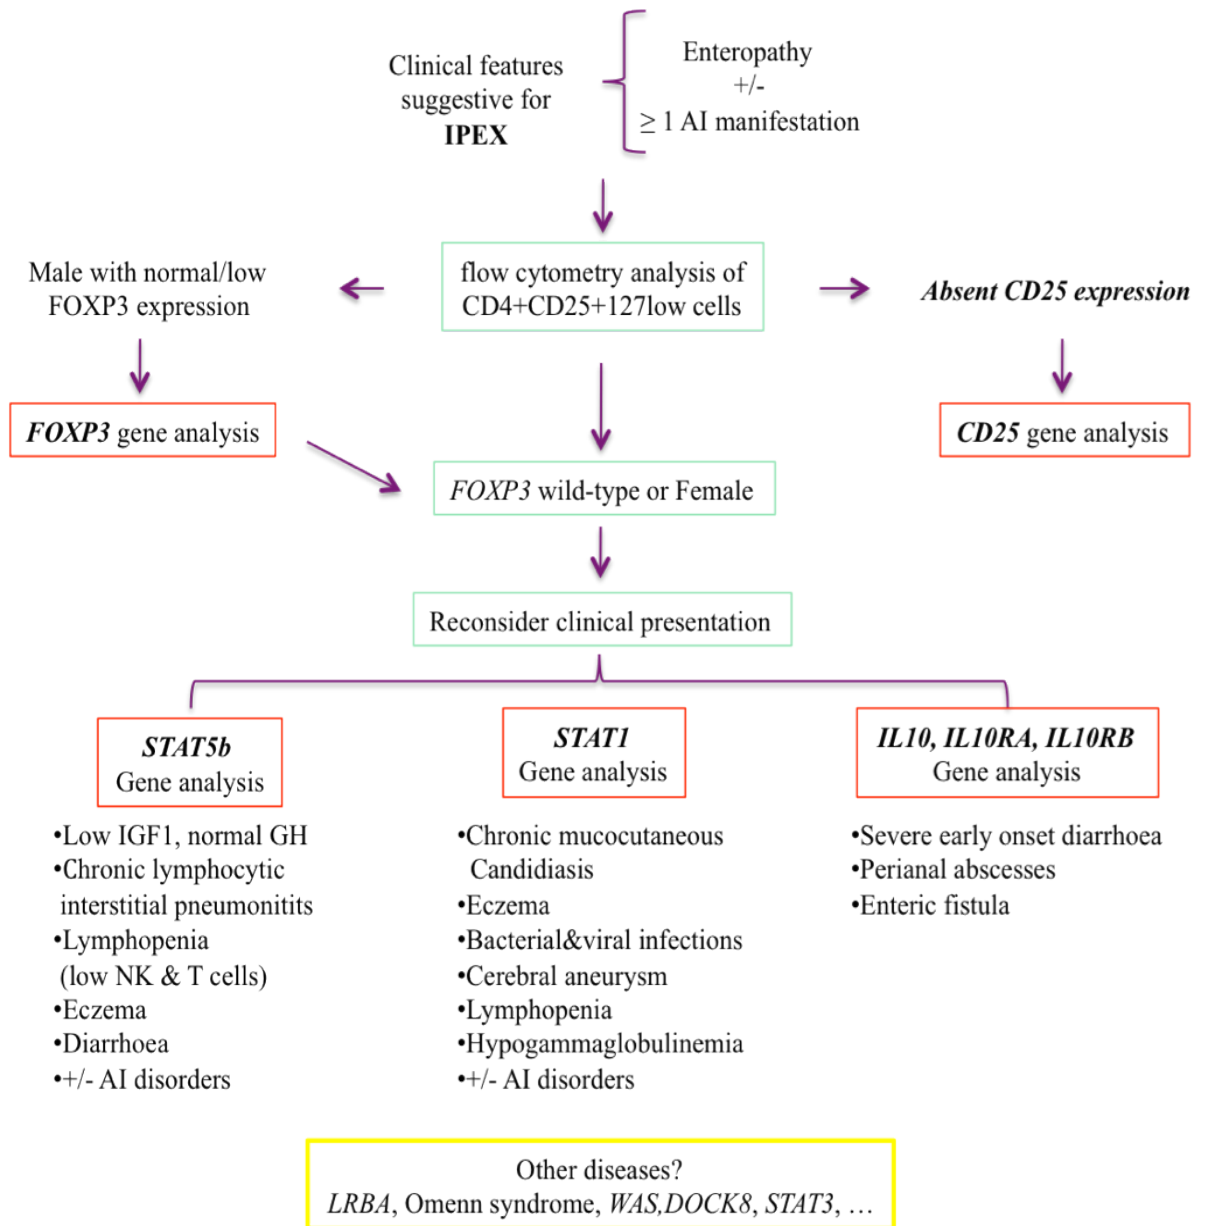 Clinical features
suggestive for
IPEX
Enteropathy
+/-
≥ 1 AI manifestation
Male with normal/low
FOXP3 expression
flow cytometry analysis of
CD4+CD25+127low cells
Absent CD25 expression
FOXP3 gene analysis
CD25 gene analysis
FOXP3 wild-type or Female
Reconsider clinical presentation
STAT5b
Gene analysis
•Low IGF1, normal GH
•Chronic lymphocytic
interstitial pneumonitits
•Lymphopenia
(low NK & T cells)
•Eczema
•Diarrhoea
•+/- AI disorders
STAT1
Gene analysis
•Chronic mucocutaneous
Candidiasis
•Eczema
•Bacterial&viral infections
•Cerebral aneurysm
•Lymphopenia
•Hypogammaglobulinemia
•+/- AI disorders
IL10, IL10RA, IL10RB
Gene analysis
•Severe early onset diarrhoea
•Perianal abscesses
•Enteric fistula
Other diseases?
LRBA, Omenn syndrome, WAS,DOCK8, STAT3, …